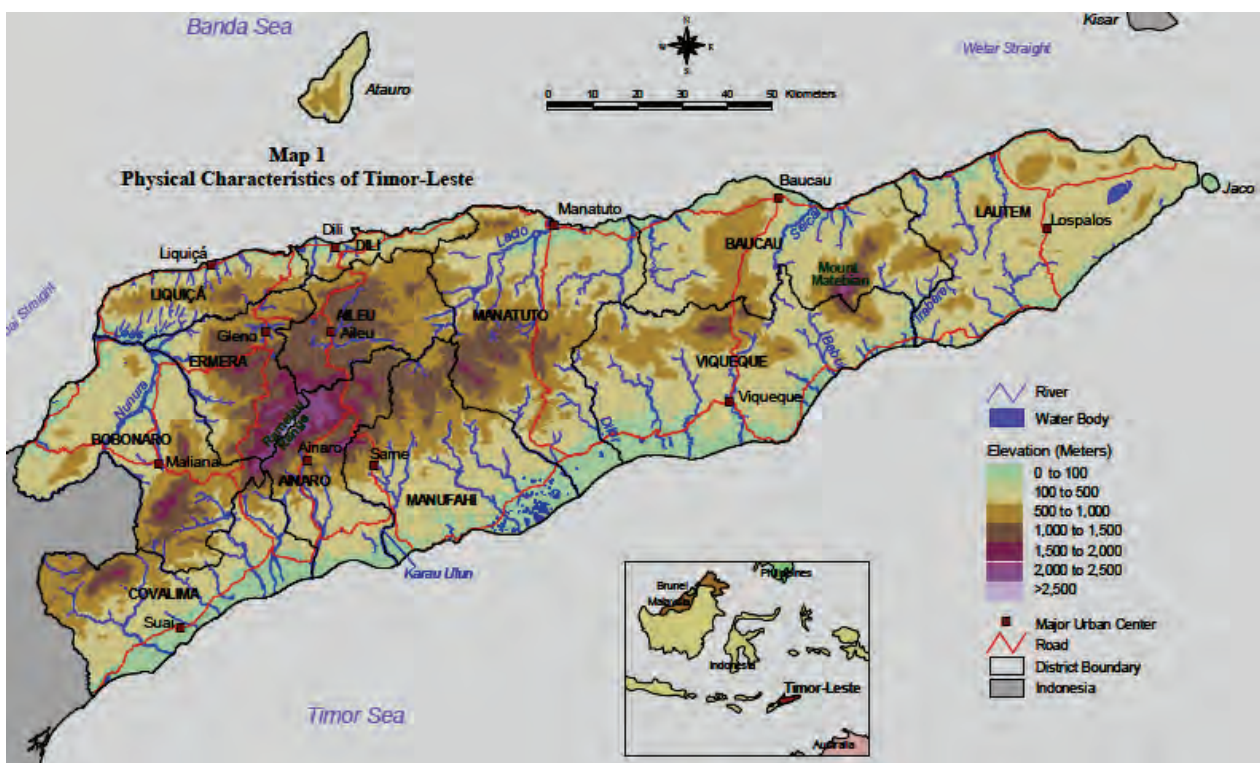 Banda Sea
Kisar
Wetar Straight
N
W
E
S
0 10 20 30 40 50 Kilometers
Atauro
Map 1
Physical Characteristics of Timor-Leste
Jaco
Baucau
Manatuto
LAUTEM
Lospalos
Dili
DILI
Laclo
Seical
BAUCAU
Liquiçá
LIQUIÇÁ
Mount
Matebian
AILEU
MANATUTO
Gleno
Aileu
Irabere
ERMERA
VIQUEQUE
Bebui
Nunura
Viqueque
BOBONARO
Dilor
Maliana
Ainaro
Same
AINARO
MANUFAHI
Karau Ulun
COVALIMA
Suai
Timor Sea
River
Water Body
Elevation (Meters)
0 to 100
100 to 500
500 to 1,000
1,000 to 1,500
1,500 to 2,000
2,000 to 2,500
>2,500
Major Urban Center
Road
District Boundary
Indonesia
Philippines
Brunei
Malaysia
Indonesia
Timor-Leste
Australia